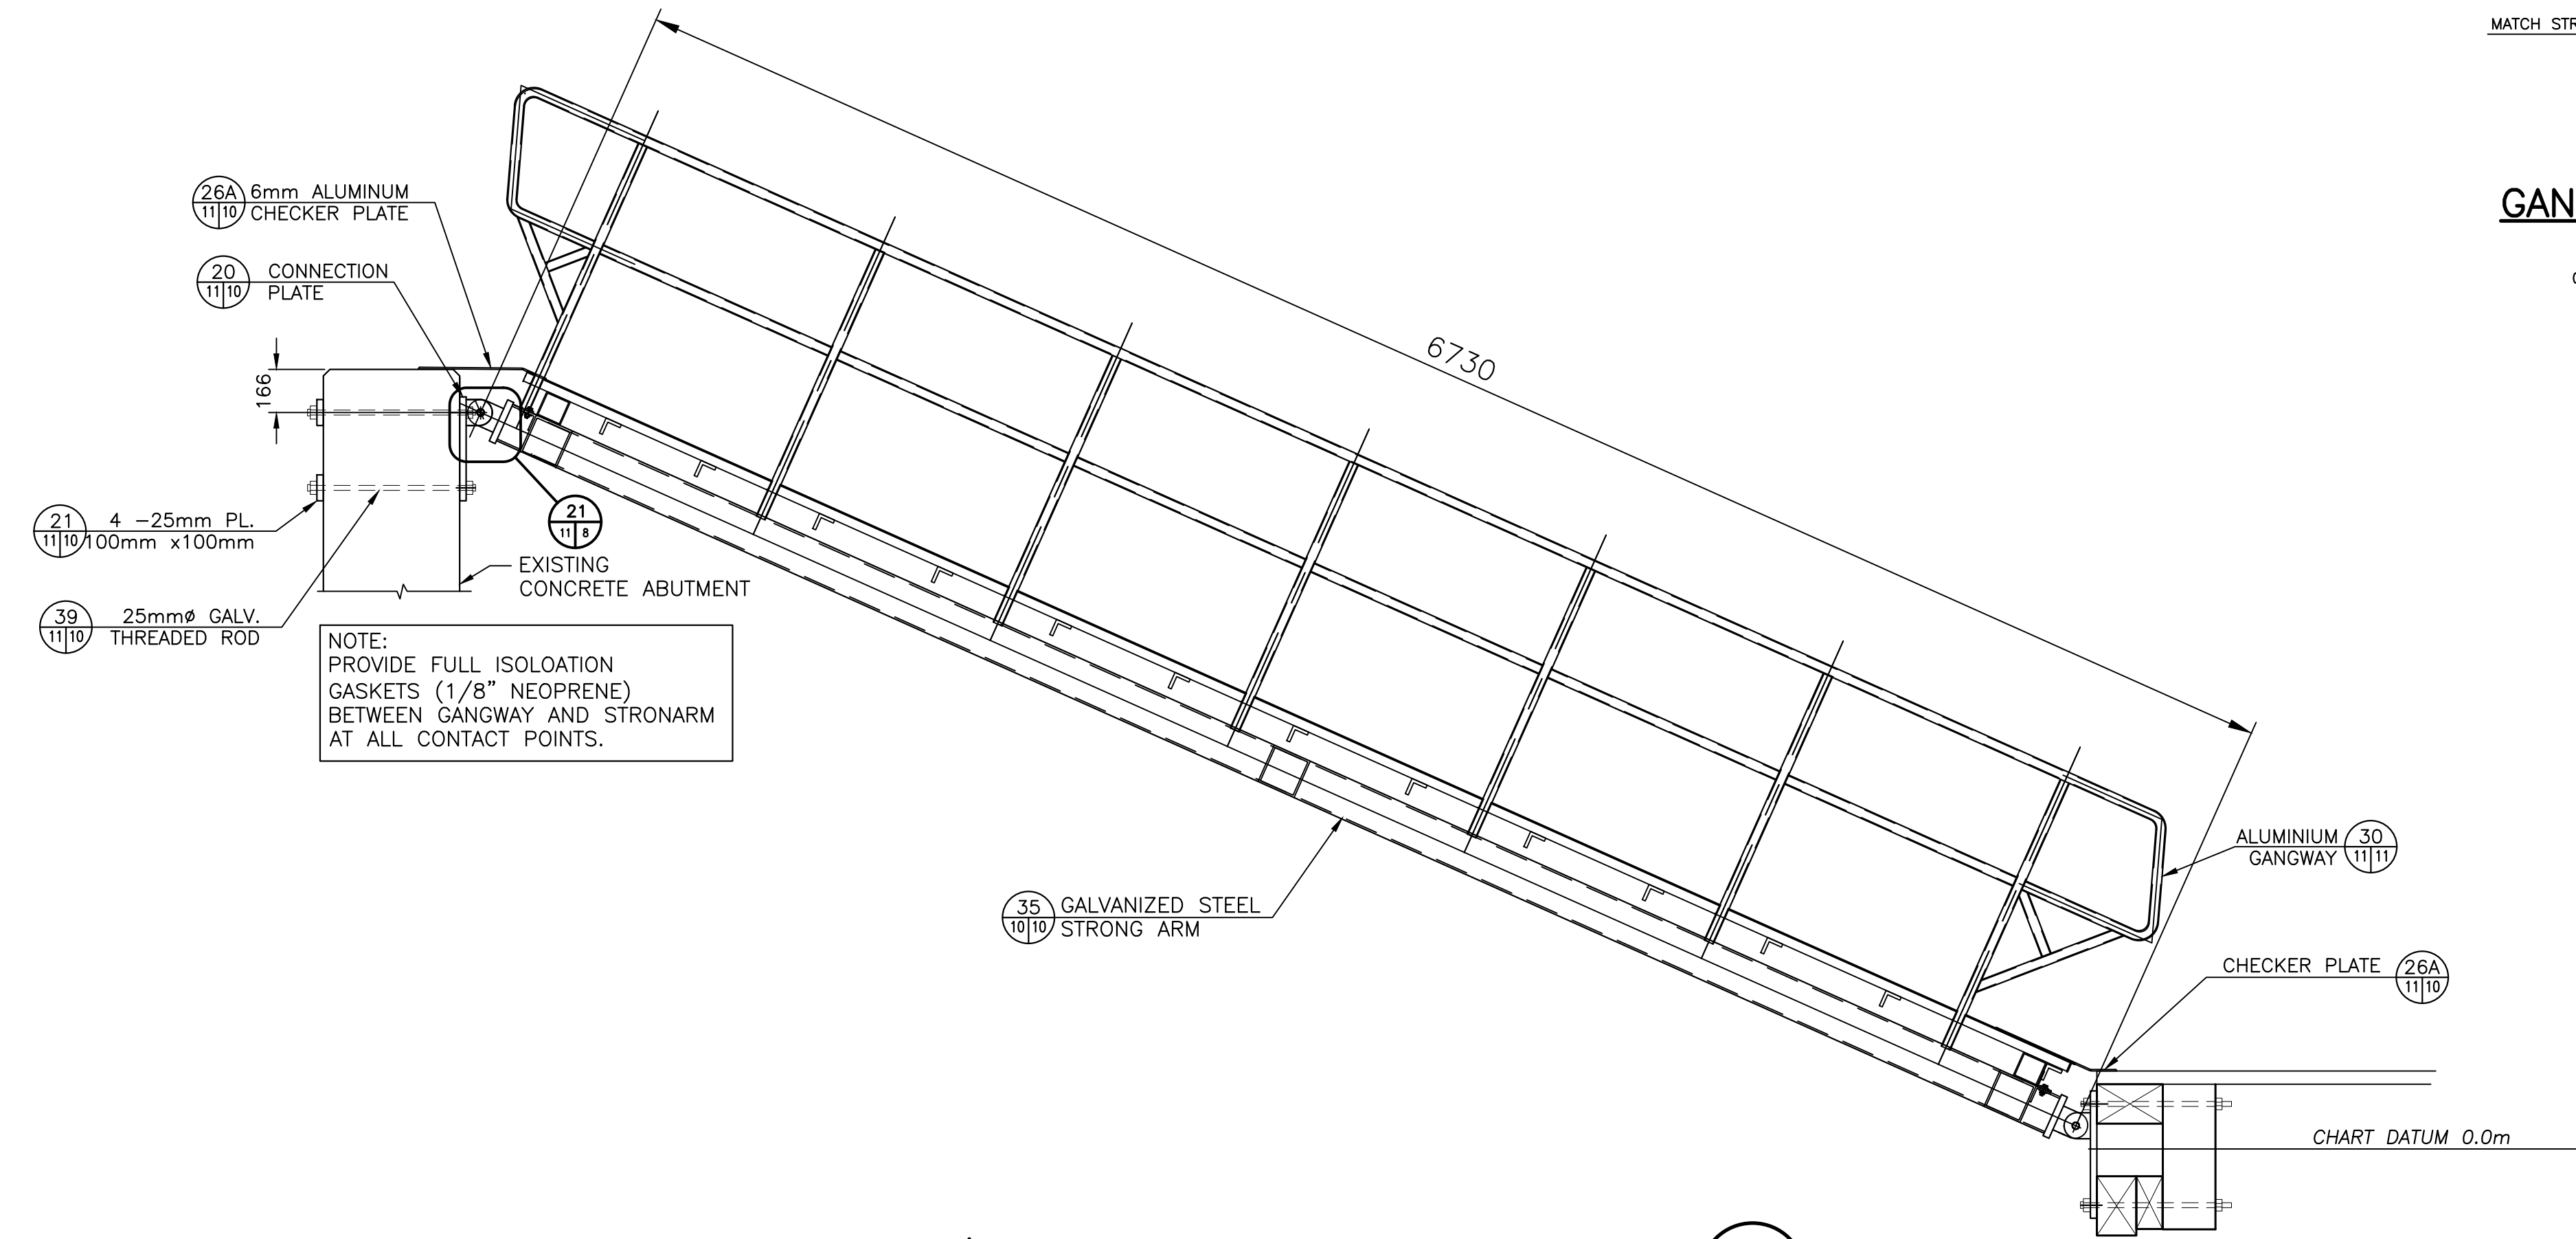 MATCH STR
GAN
26A
11 10
6mm ALUMINUM
CHECKER PLATE
20
11 10
CONNECTION
PLATE
166
6730
21
11 10
4 -25mm PL.
100mm x100mm
21
11 8
EXISTING
CONCRETE ABUTMENT
39
11 10
25mmø GALV.
THREADED ROD
NOTE:
PROVIDE FULL ISOLOATION
GASKETS (1/8" NEOPRENE)
BETWEEN GANGWAY AND STRONARM
AT ALL CONTACT POINTS.
35
10 10
GALVANIZED STEEL
STRONG ARM
ALUMINIUM
GANGWAY
30
11 11
CHECKER PLATE
26A
11 10
CHART DATUM 0.0m